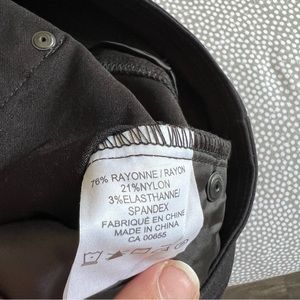 76% RAYONNE / RAYON
21% NYLON
3% ELASTHANNE/
SPANDEX
FABRIQUÉ EN CHINE
MADE IN CHINA
CA 00655